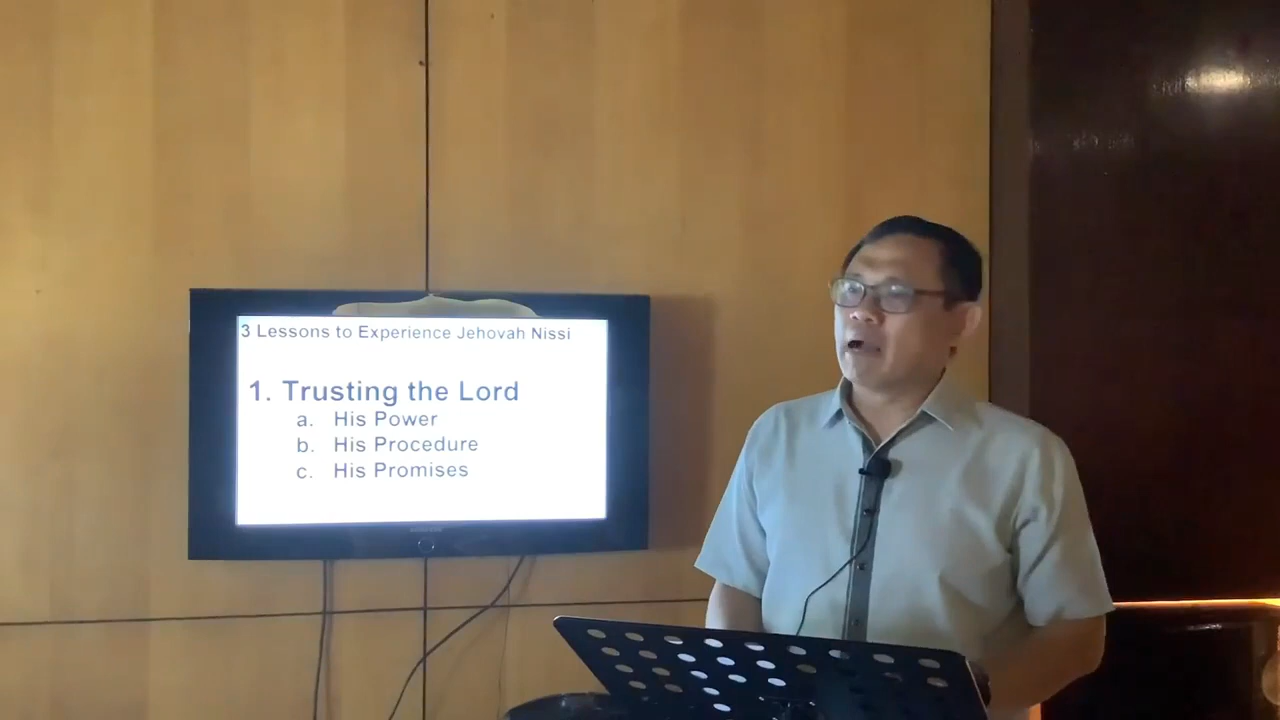 3 Lessons to Experience Jehovah Nissi
1. Trusting the Lord
a. His Power
b. His Procedure
c. His Promises